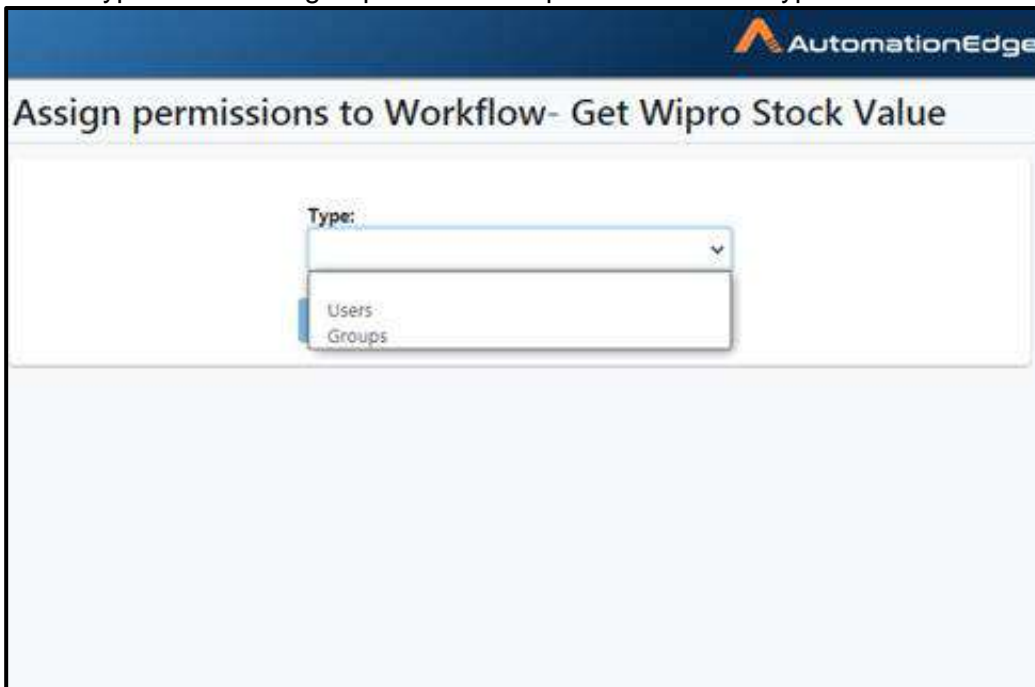 AutomationEdge
Assign permissions to Workflow- Get Wipro Stock Value
Type:
Users
Groups